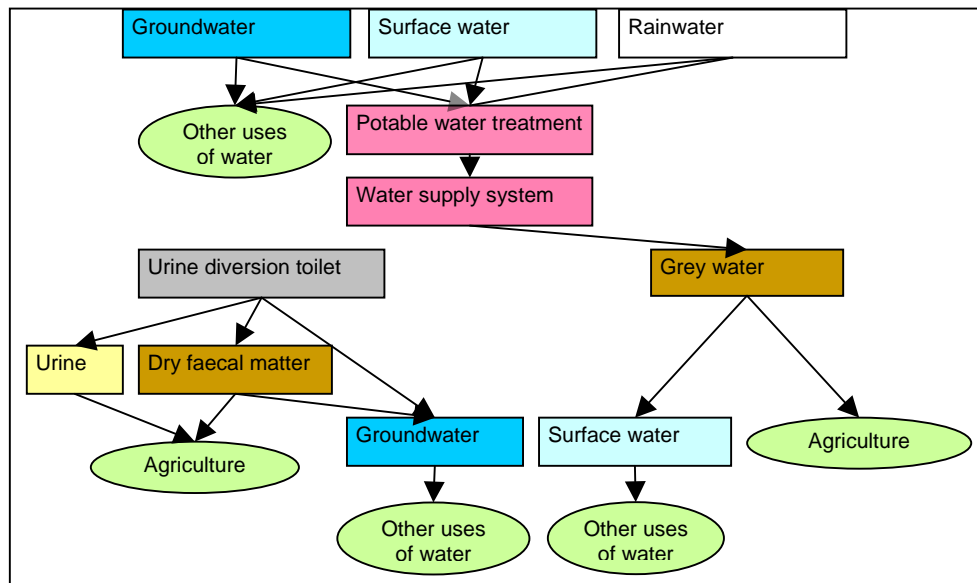 Groundwater
Surface water
Rainwater
Other uses
of water
Potable water treatment
Water supply system
Urine diversion toilet
Grey water
Urine
Dry faecal matter
Agriculture
Groundwater
Surface water
Agriculture
Other uses
of water
Other uses
of water